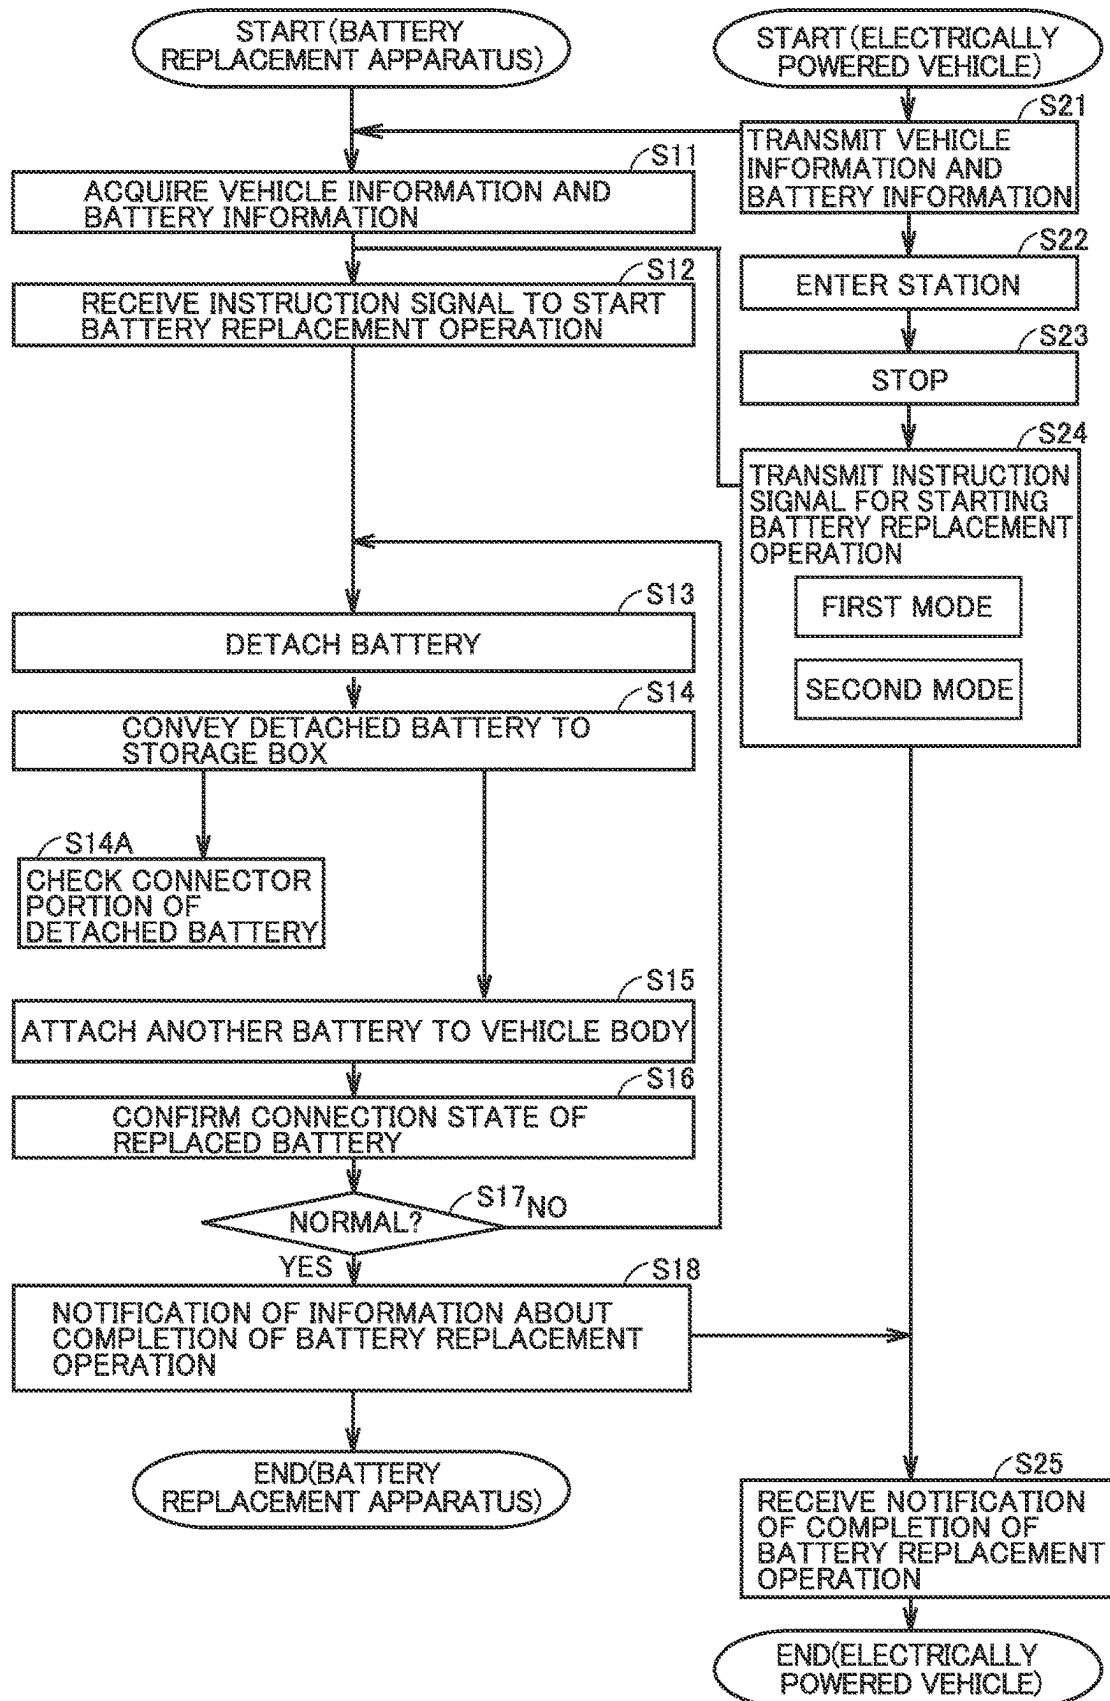 START(BATTERY
REPLACEMENT APPARATUS)
START(ELECTRICALLY
POWERED VEHICLE)
S21
TRANSMIT VEHICLE
INFORMATION AND
BATTERY INFORMATION
S11
ACQUIRE VEHICLE INFORMATION AND
BATTERY INFORMATION
S22
ENTER STATION
S12
RECEIVE INSTRUCTION SIGNAL TO START
BATTERY REPLACEMENT OPERATION
S23
STOP
S24
TRANSMIT INSTRUCTION
SIGNAL FOR STARTING
BATTERY REPLACEMENT
OPERATION
FIRST MODE
SECOND MODE
S13
DETACH BATTERY
S14
CONVEY DETACHED BATTERY TO
STORAGE BOX
S14A
CHECK CONNECTOR
PORTION OF
DETACHED BATTERY
S15
ATTACH ANOTHER BATTERY TO VEHICLE BODY
S16
CONFIRM CONNECTION STATE OF
REPLACED BATTERY
S17
NORMAL?
NO
YES
S18
NOTIFICATION OF INFORMATION ABOUT
COMPLETION OF BATTERY REPLACEMENT
OPERATION
END(BATTERY
REPLACEMENT APPARATUS)
S25
RECEIVE NOTIFICATION
OF COMPLETION OF
BATTERY REPLACEMENT
OPERATION
END(ELECTRICALLY
POWERED VEHICLE)